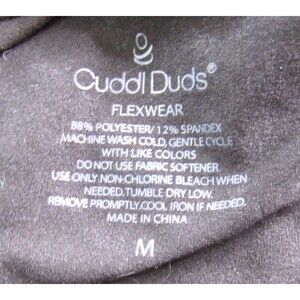 Cuddl Duds®
FLEXWEAR
88% POLYESTER/ 12% SPANDEX
MACHINE WASH COLD, GENTLE CYCLE
WITH LIKE COLORS
DO NOT USE FABRIC SOFTENER.
USE ONLY NON-CHLORINE BLEACH WHEN
NEEDED. TUMBLE DRY LOW,
REMOVE PROMPTLY. COOL IRON IF NEEDED.
MADE IN CHINA
M